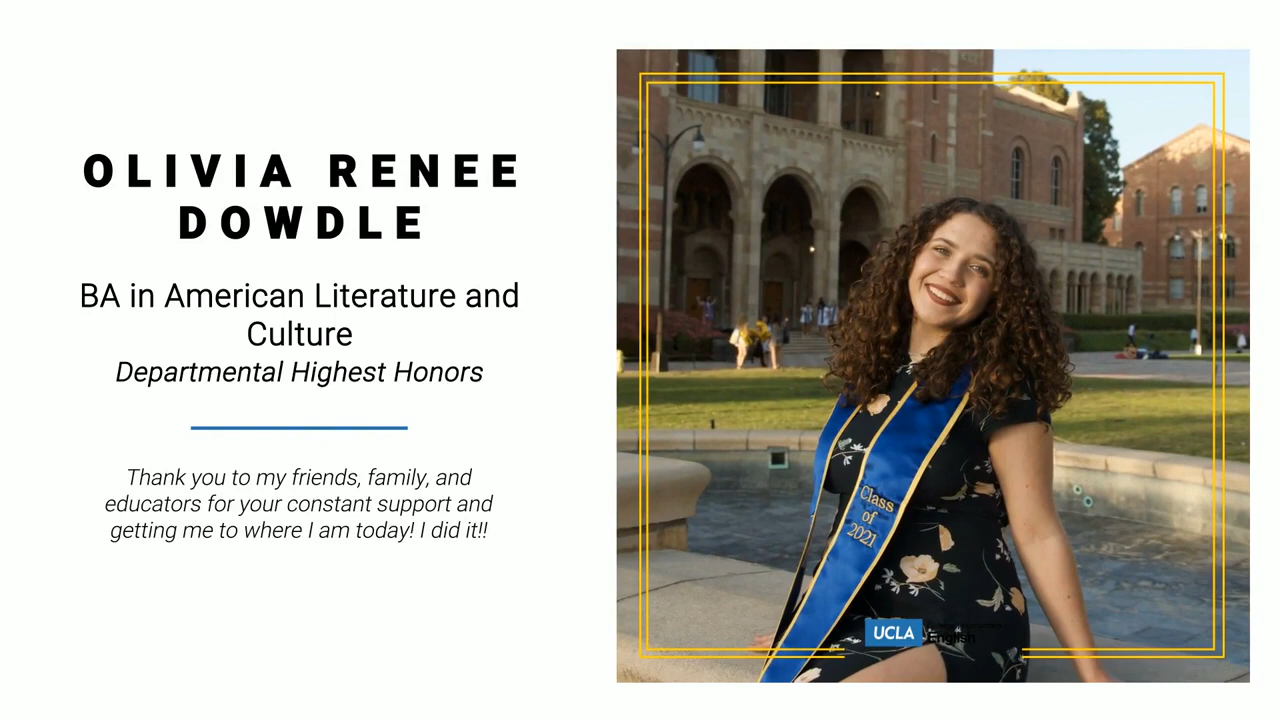 OLIVIA RENEE
DOWDLE
BA in American Literature and
Culture
Departmental Highest Honors
Thank you to my friends, family, and
educators for your constant support and
getting me to where I am today! I did it!!
Class
of
2021
UCLA
English